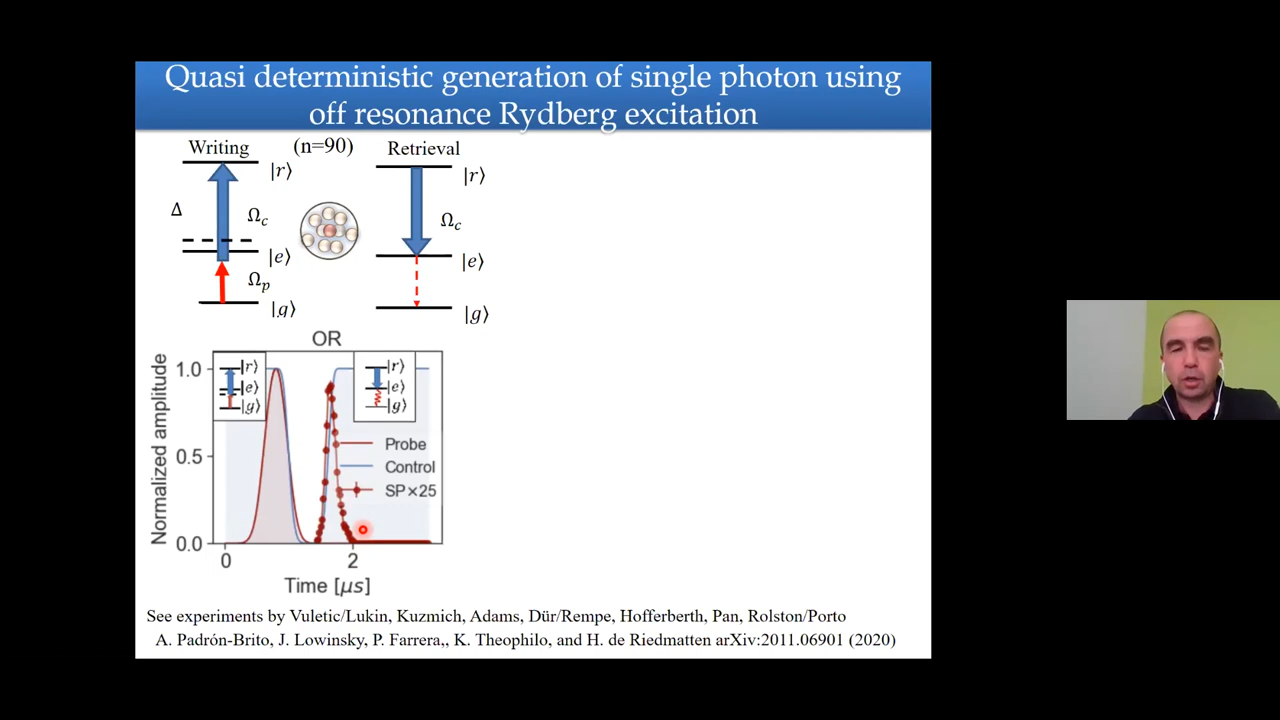 Quasi deterministic generation of single photon using
off resonance Rydberg excitation
Writing
(n=90)
Retrieval
|r⟩
|r⟩
Δ
Ω_c
Ω_c
|e⟩
|e⟩
Ω_p
|g⟩
|g⟩
OR
Normalized amplitude
1.0
0.5
0.0
|r⟩
|e⟩
|g⟩
|r⟩
|e⟩
|g⟩
Probe
Control
SP×25
0
2
Time [μs]
See experiments by Vuletic/Lukin, Kuzmich, Adams, Dür/Rempe, Hofferberth, Pan, Rolston/Porto
A. Padrón-Brito, J. Lowinsky, P. Farrera,, K. Theophilo, and H. de Riedmatten arXiv:2011.06901 (2020)